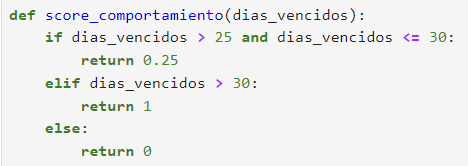 def score_comportamiento(dias_vencidos):
    if dias_vencidos > 25 and dias_vencidos <= 30:
        return 0.25
    elif dias_vencidos > 30:
        return 1
    else:
        return 0